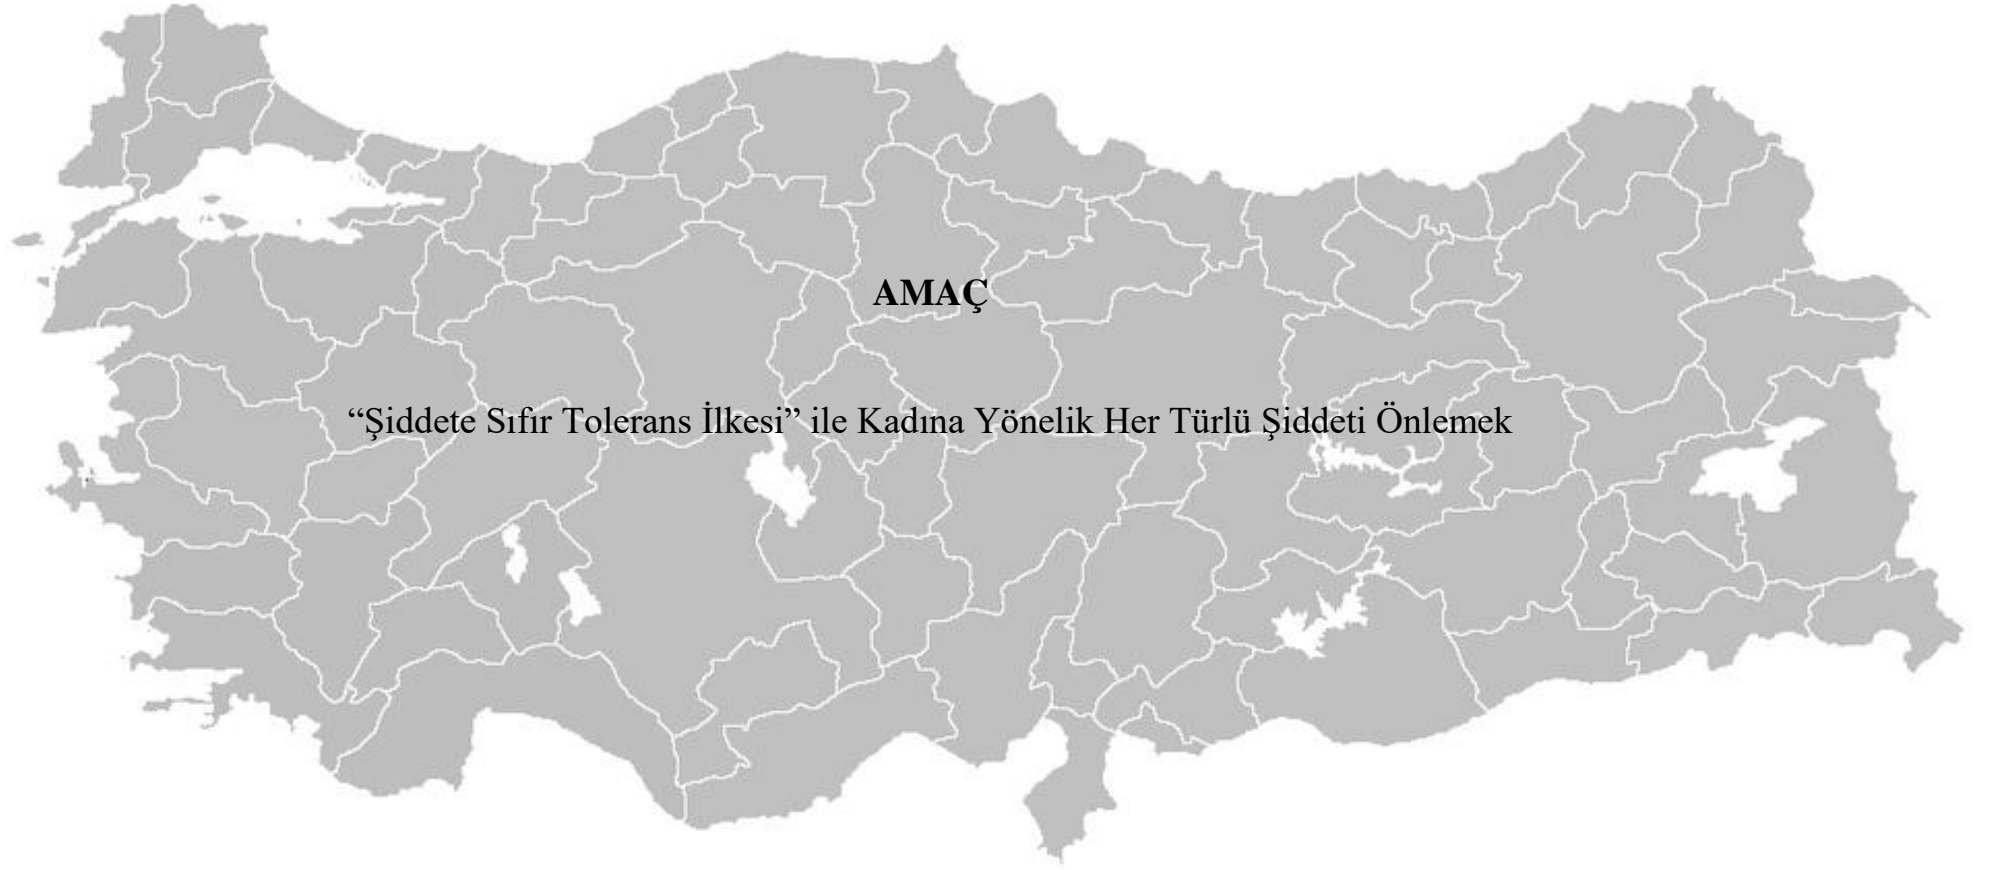 AMAÇ
“Şiddete Sıfır Tolerans İlkesi” ile Kadına Yönelik Her Türlü Şiddeti Önlemek